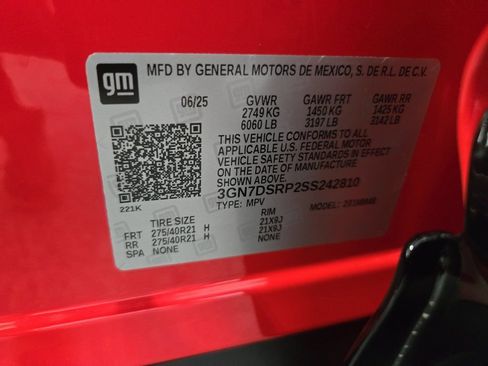 gm MFD BY GENERAL MOTORS DE MEXICO, S. DE R.L. DE C.V.
06/25 GVWR GAWR FRT GAWR RR
2749 KG 1450 KG 1425 KG
6060 LB 3197 LB 3142 LB
THIS VEHICLE CONFORMS TO ALL
APPLICABLE U.S. FEDERAL MOTOR
VEHICLE SAFETY STANDARDS IN EFFECT
ON THE DATE OF MANUFACTURE
SHOWN ABOVE.
3GN7DSRP2SS242810
221K TYPE: MPV MODEL:
TIRE SIZE RIM
FRT 275/40R21 H 21X9J
RR 275/40R21 H 21X9J
SPA NONE NONE